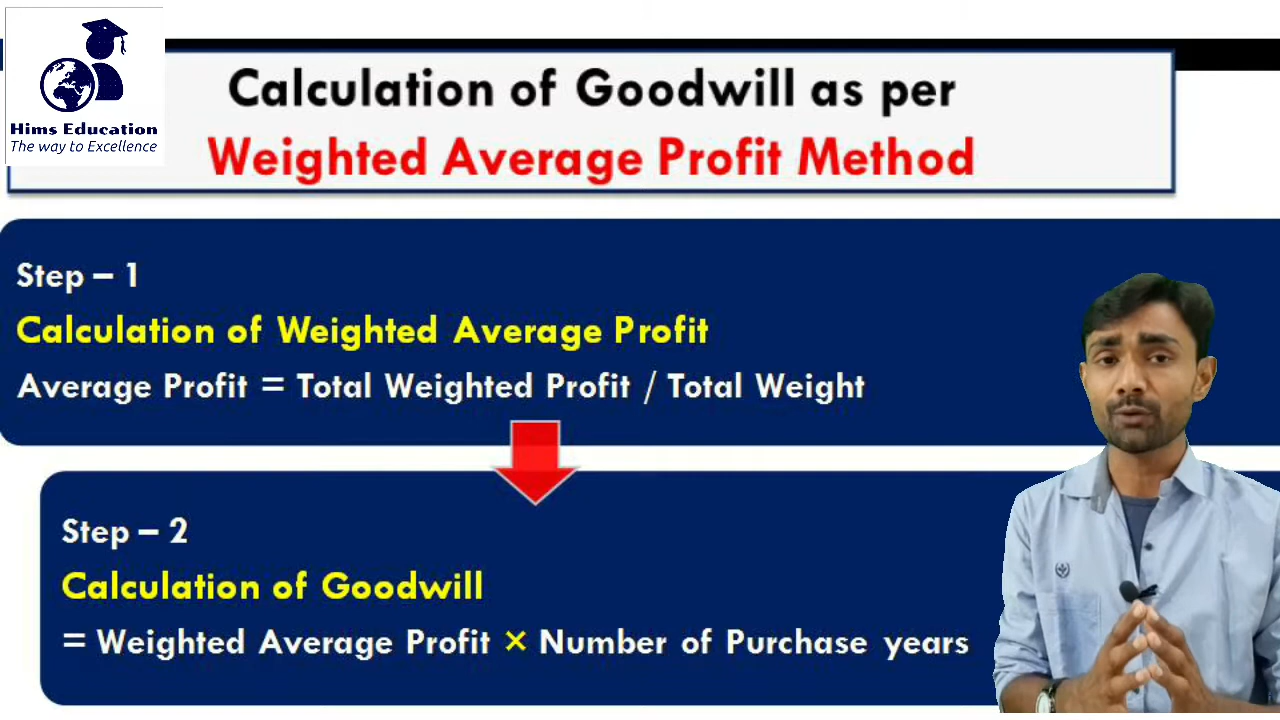 Hims Education
The way to Excellence
Calculation of Goodwill as per
Weighted Average Profit Method
Step – 1
Calculation of Weighted Average Profit
Average Profit = Total Weighted Profit / Total Weight
Step – 2
Calculation of Goodwill
= Weighted Average Profit × Number of Purchase years